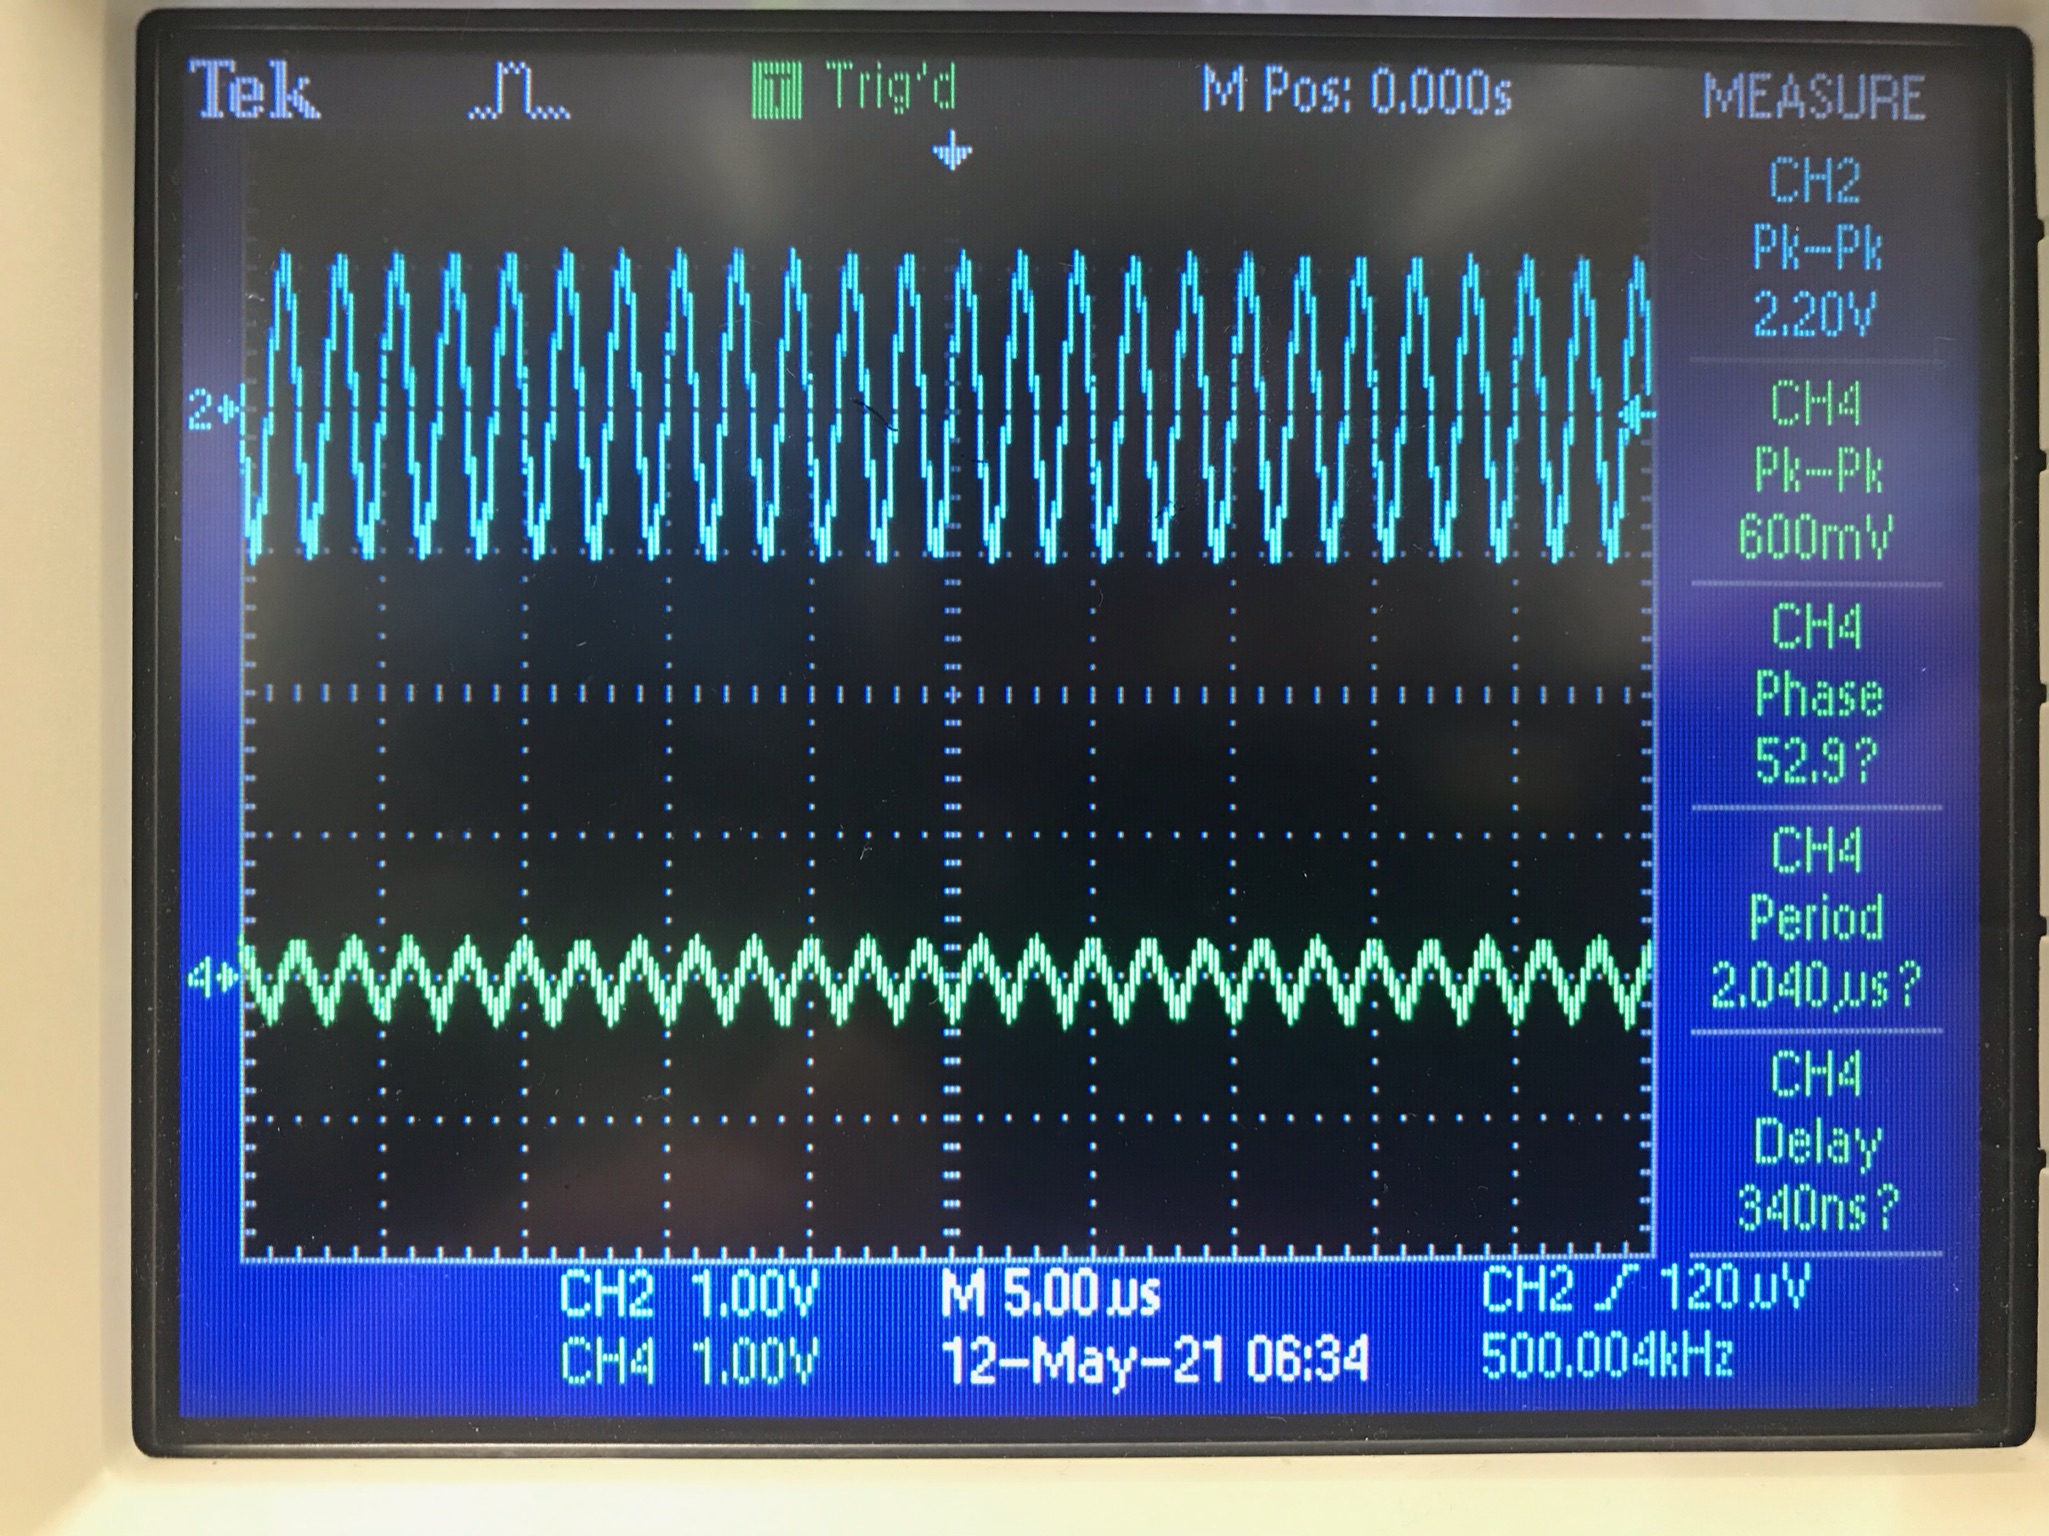 Tek Trig'd M Pos: 0.000s MEASURE
CH2
Pk-Pk
2.20V
CH4
Pk-Pk
600mV
CH4
Phase
52.9?
CH4
Period
2.040µs?
CH4
Delay
340ns?
2
4
CH2 1.00V M 5.00µs CH2 120µV
CH4 1.00V 12-May-21 06:34 500.004kHz